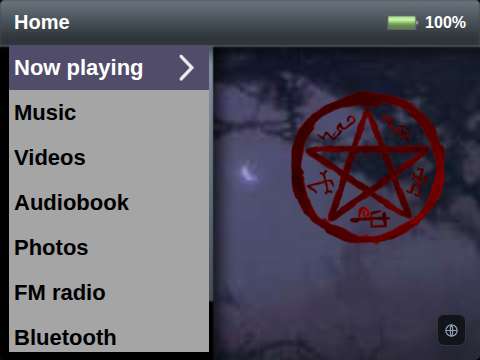 Home
100%
Now playing
Music
Videos
Audiobook
Photos
FM radio
Bluetooth